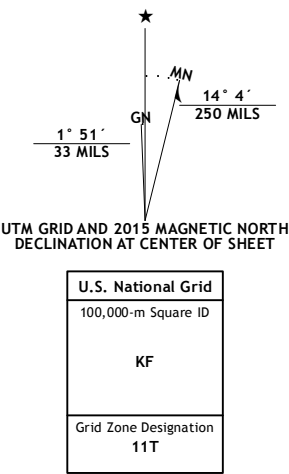 ★
MN
GN
1° 51´
33 MILS
14° 4´
250 MILS
UTM GRID AND 2015 MAGNETIC NORTH
DECLINATION AT CENTER OF SHEET
U.S. National Grid
100,000-m Square ID
KF
Grid Zone Designation
11T